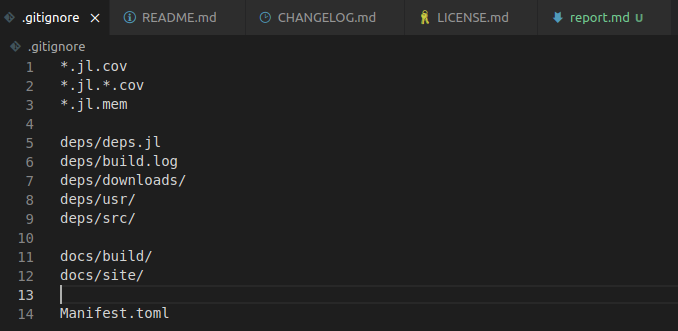 .gitignore README.md CHANGELOG.md LICENSE.md report.md U
.gitignore
1 *.jl.cov
2 *.jl.*.cov
3 *.jl.mem
4
5 deps/deps.jl
6 deps/build.log
7 deps/downloads/
8 deps/usr/
9 deps/src/
10
11 docs/build/
12 docs/site/
13
14 Manifest.toml